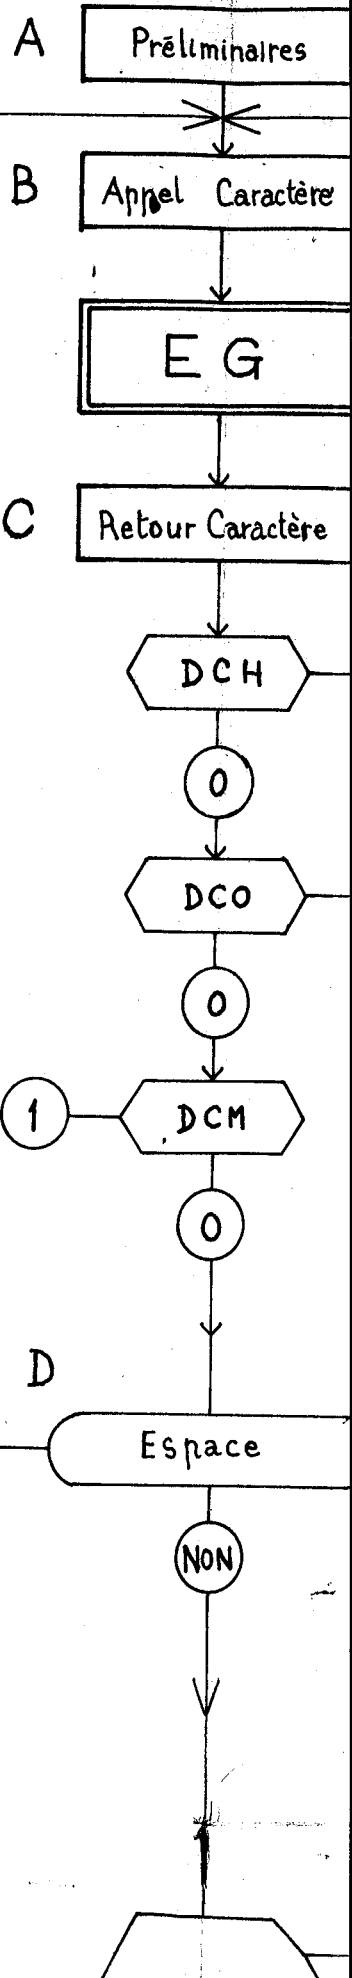 A
Préliminaires
B
Appel Caractère
EG
C
Retour Caractère
DCH
0
DCO
0
1
DCM
0
D
Espace
NON